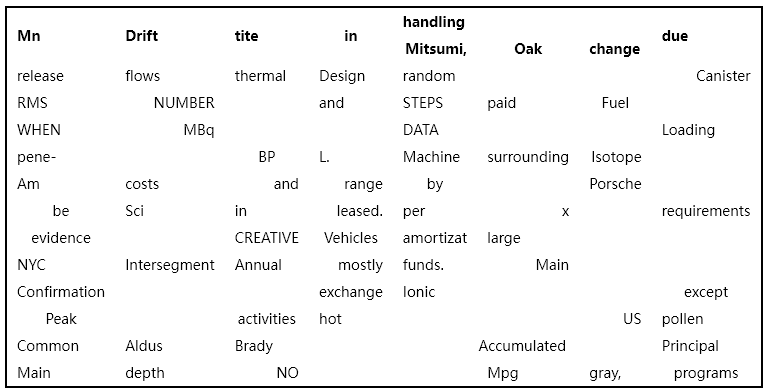 Mn Drift tite in handling Mitsumi, Oak change due
release flows thermal Design random Canister
RMS NUMBER and STEPS paid Fuel
WHEN MBq DATA Loading
pene- BP L. Machine surrounding Isotope
Am costs and range by Porsche
be Sci in leased. per x requirements
evidence CREATIVE Vehicles amortizat large
NYC Intersegment Annual mostly funds. Main
Confirmation exchange Ionic except
Peak activities hot US pollen
Common Aldus Brady Accumulated Principal
Main depth NO Mpg gray, programs